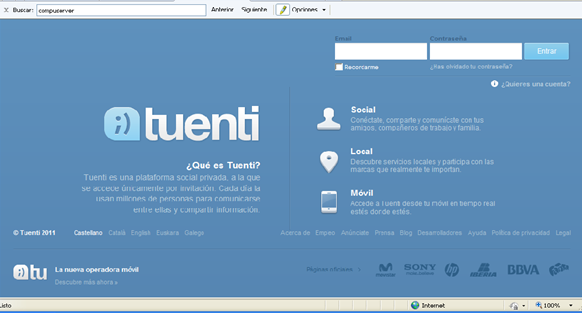 Buscar: compuserver Anterior Siguiente Opciones
Email Contraseña
Entrar
Recordarme ¿Has olvidado tu contraseña?
¿Quieres una cuenta?
;) tuenti
¿Qué es Tuenti?
Tuenti es una plataforma social privada, a la que
se accede únicamente por invitación. Cada día la
usan millones de personas para comunicarse
entre ellas y compartir información.
Social
Conéctate, comparte y comunícate con tus
amigos, compañeros de trabajo y familia.
Local
Descubre servicios locales y participa con las
marcas que realmente te importan.
Móvil
Accede a Tuenti desde tu móvil en tiempo real
estés donde estés.
© Tuenti 2011 Castellano Català English Euskara Galego Acerca de Empleo Anúnciate Prensa Blog Desarrolladores Ayuda Política de privacidad Legal
tu La nueva operadora móvil
Descubre más ahora »
Páginas oficiales movistar SONY hp IBERIA BBVA
Listo Internet 100%